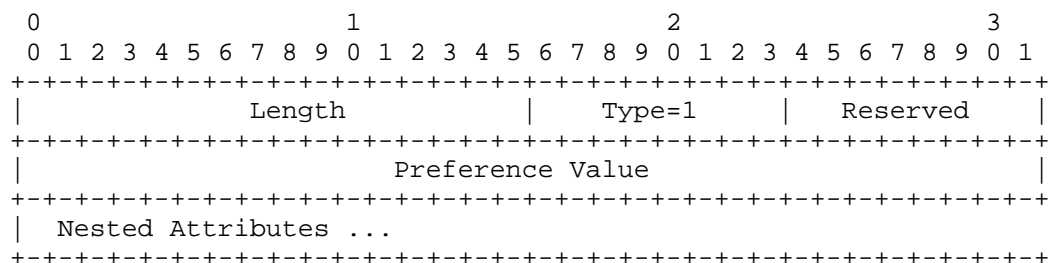 0                   1                   2                   3
 0 1 2 3 4 5 6 7 8 9 0 1 2 3 4 5 6 7 8 9 0 1 2 3 4 5 6 7 8 9 0 1
+-+-+-+-+-+-+-+-+-+-+-+-+-+-+-+-+-+-+-+-+-+-+-+-+-+-+-+-+-+-+-+-+
|              Length           |    Type=1     |   Reserved    |
+-+-+-+-+-+-+-+-+-+-+-+-+-+-+-+-+-+-+-+-+-+-+-+-+-+-+-+-+-+-+-+-+
|                       Preference Value                        |
+-+-+-+-+-+-+-+-+-+-+-+-+-+-+-+-+-+-+-+-+-+-+-+-+-+-+-+-+-+-+-+-+
|  Nested Attributes ...
+-+-+-+-+-+-+-+-+-+-+-+-+-+-+-+-+-+-+-+-+-+-+-+-+-+-+-+-+-+-+-+-+